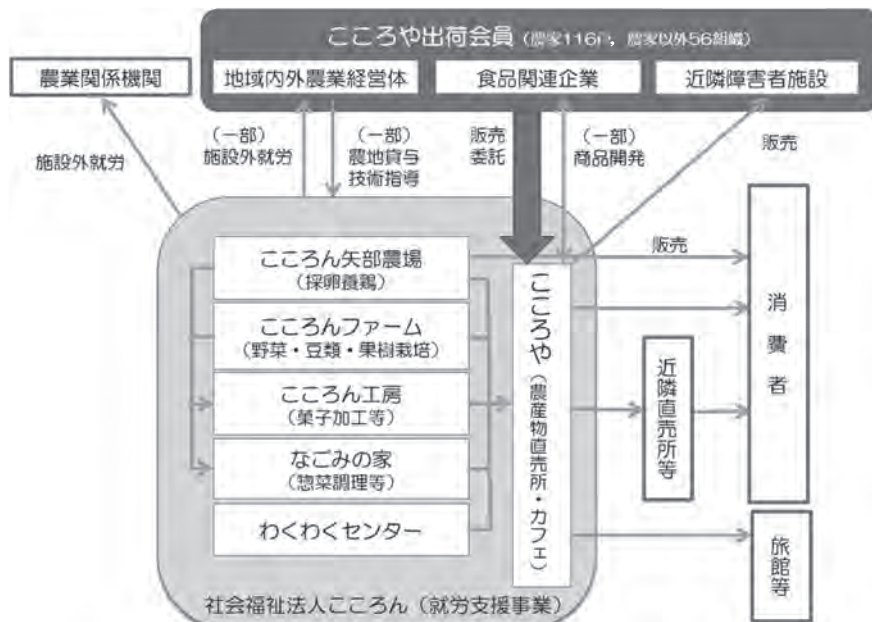 こころや出荷会員（農家116戸，農家以外56組織）
農業関係機関
地域内外農業経営体
食品関連企業
近隣障害者施設
施設外就労
（一部）
施設外就労
（一部）
農地貸与
技術指導
販売
委託
（一部）
商品開発
販売
こころん矢部農場
（採卵養鶏）
こころんファーム
（野菜・豆類・果樹栽培）
こころん工房
（菓子加工等）
なごみの家
（惣菜調理等）
わくわくセンター
こころや（農産物直売所・カフェ）
販売
近隣直売所等
消費者
旅館等
社会福祉法人こころん（就労支援事業）